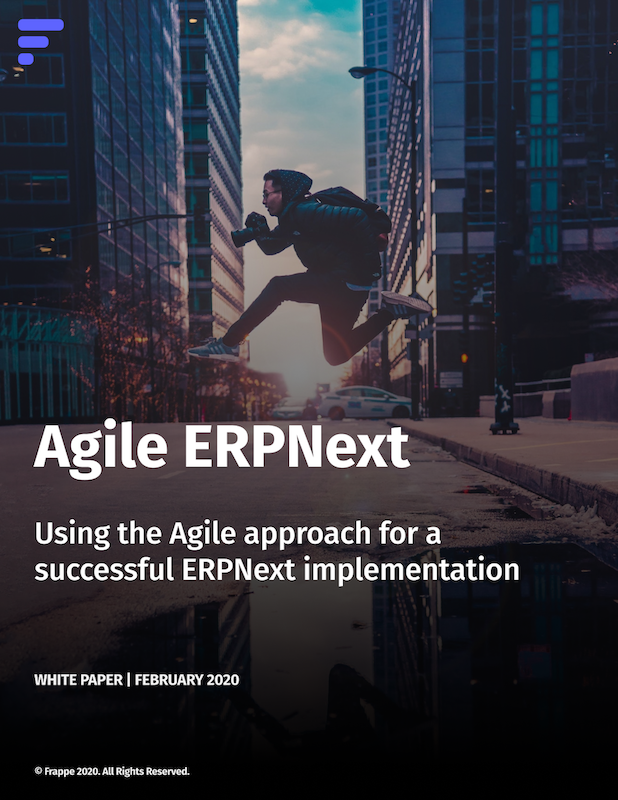 Agile ERPNext
Using the Agile approach for a
successful ERPNext implementation
WHITE PAPER | FEBRUARY 2020
© Frappe 2020. All Rights Reserved.